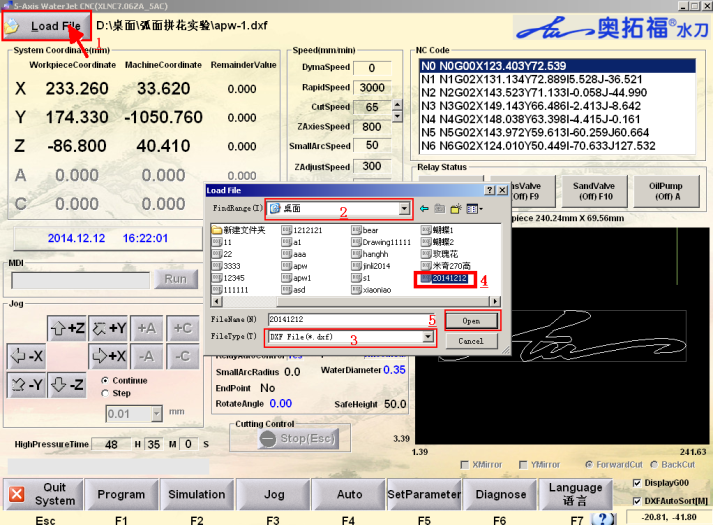 5-Axis WaterJet CNC(XLNC7.062A_5AC)
Load File
D:\桌面\弧面拼花实验\apw-1.dxf
1
奥拓福®水刀
System Coordinate(mm)
WorkpieceCoordinate MachineCoordinate RemainderValue
X 233.260 33.620 0.000
Y 174.330 -1050.760 0.000
Z -86.800 40.410 0.000
A 0.000 0.000 0.000
C 0.000 0.000 0.000
2014.12.12 16:22:01
Speed(mm/min)
DymaSpeed 0
RapidSpeed 3000
CutSpeed 65
ZAxiesSpeed 800
SmallArcSpeed 50
ZAdjustSpeed 300
NC Code
N0 N0G00X123.403Y72.539
N1 N1G02X131.134Y72.889I5.528J-36.521
N2 N2G02X143.523Y71.133I-0.058J-44.990
N3 N3G02X149.143Y66.486I-2.413J-8.642
N4 N4G02X148.038Y63.398I-4.415J-0.161
N5 N5G02X143.972Y59.613I-60.259J60.664
N6 N6G02X124.010Y50.449I-70.633J127.532
Relay Status
sValve
(Off) F9
SandValve
(Off) F10
OilPump
(Off) A
piece 240.24mm X 69.56mm
Load File
FindRange(I) 桌面 2
新建文件夹 1212121 bear 蝴蝶1
11 a1 Drawing11111 蝴蝶2
22 aaa hanghh 玫瑰花
3333 apw jinli2014 米奇270高
12345 apw1 s1 20141212 4
111111 asd xiaoniao
FileName(N) 20141212 5 Open
FileType(T) DXF File(*.dxf) 3 Cancel
MDI
Run
Jog
+Z +Y +A +C
-X +X -A -C
-Y -Z
Continue
Step
0.01 mm
SmallArcRadius 0.0 WaterDiameter 0.35
EndPoint No
RotateAngle 0.00 SafeHeight 50.0
Cutting Control
Stop(Esc)
HighPressureTime 48 H 35 M 0 S
3.39
1.39 241.63
XMirror YMirror ForwardCut BackCut
Quit System
Program
Simulation
Jog
Auto
SetParameter
Diagnose
Language
语言
DisplayG00
DXFAutoSort[M]
Esc F1 F2 F3 F4 F5 F6 F7 ?
-20.81, -41.80